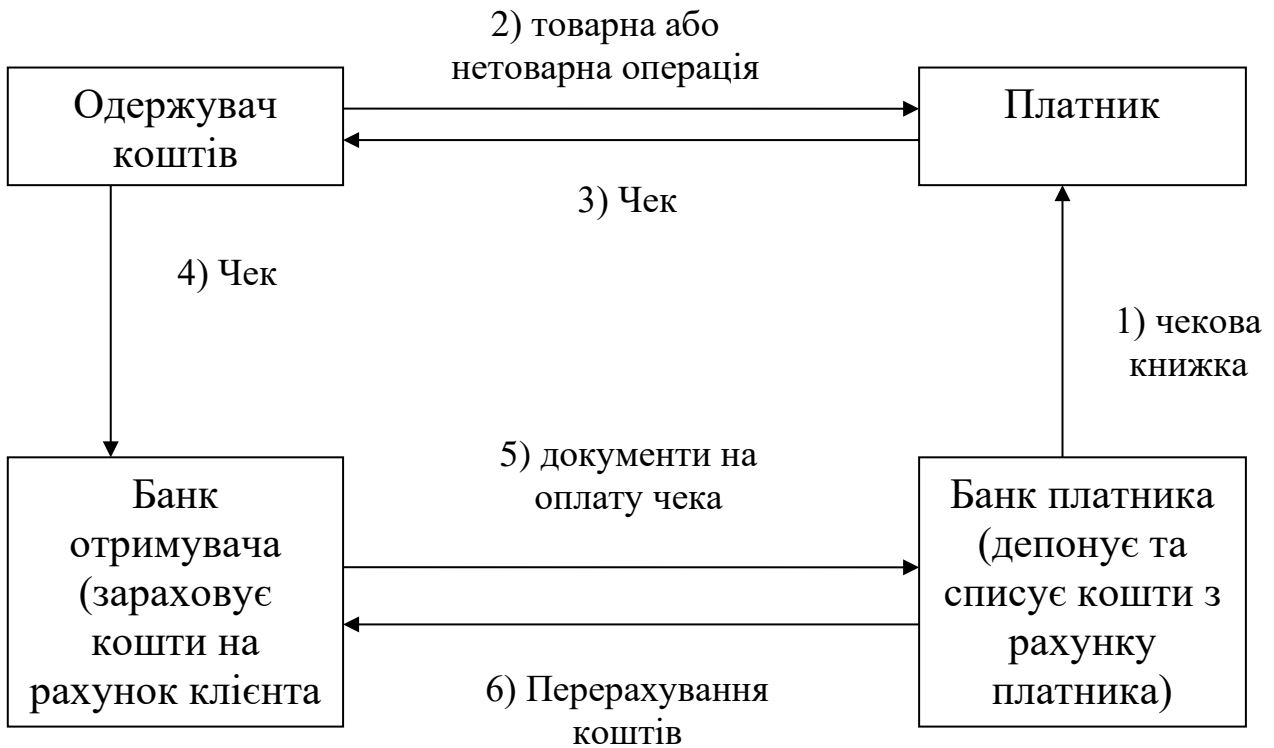 2) товарна або
нетоварна операція
Одержувач
коштів
Платник
3) Чек
4) Чек
1) чекова
книжка
5) документи на
оплату чека
Банк
отримувача
(зараховує
кошти на
рахунок клієнта
Банк платника
(депонує та
списує кошти з
рахунку
платника)
6) Перерахування
коштів